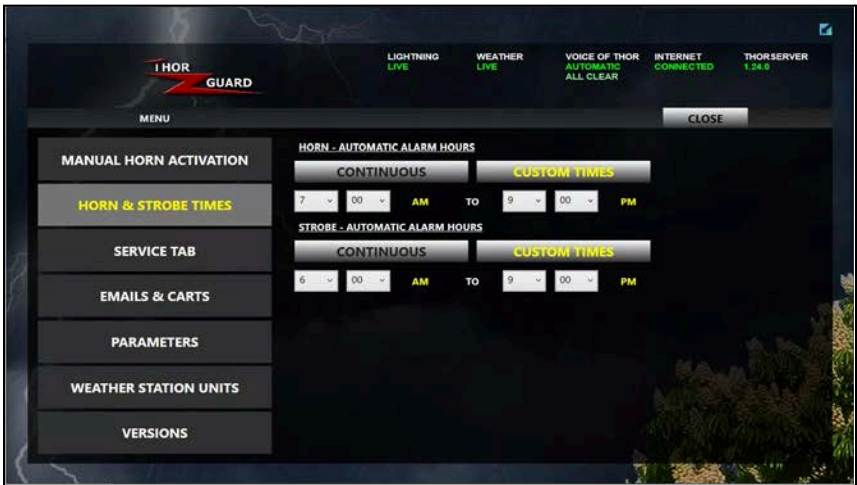 THOR
GUARD
LIGHTNING
LIVE
WEATHER
LIVE
VOICE OF THOR
AUTOMATIC
ALL CLEAR
INTERNET
CONNECTED
THORSERVER
1.24.0
MENU
CLOSE
MANUAL HORN ACTIVATION
HORN & STROBE TIMES
SERVICE TAB
EMAILS & CARTS
PARAMETERS
WEATHER STATION UNITS
VERSIONS
HORN - AUTOMATIC ALARM HOURS
CONTINUOUS CUSTOM TIMES
7 00 AM TO 9 00 PM
STROBE - AUTOMATIC ALARM HOURS
CONTINUOUS CUSTOM TIMES
6 00 AM TO 9 00 PM